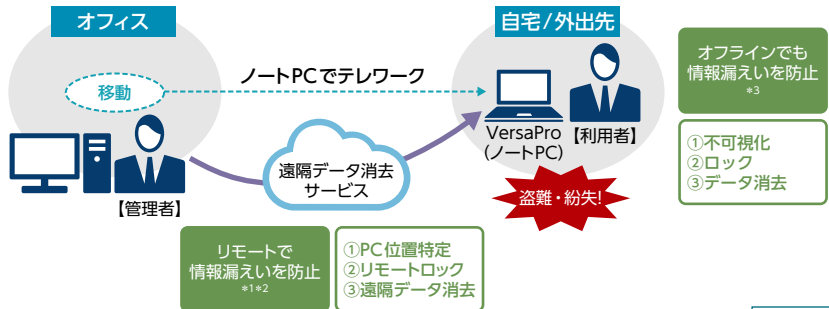 オフィス
自宅/外出先
ノートPCでテレワーク
移動
オフラインでも
情報漏えいを防止
*3
VersaPro
(ノートPC)
【利用者】
①不可視化
②ロック
③データ消去
遠隔データ消去
サービス
盗難・紛失!
【管理者】
リモートで
情報漏えいを防止
*1*2
①PC位置特定
②リモートロック
③遠隔データ消去